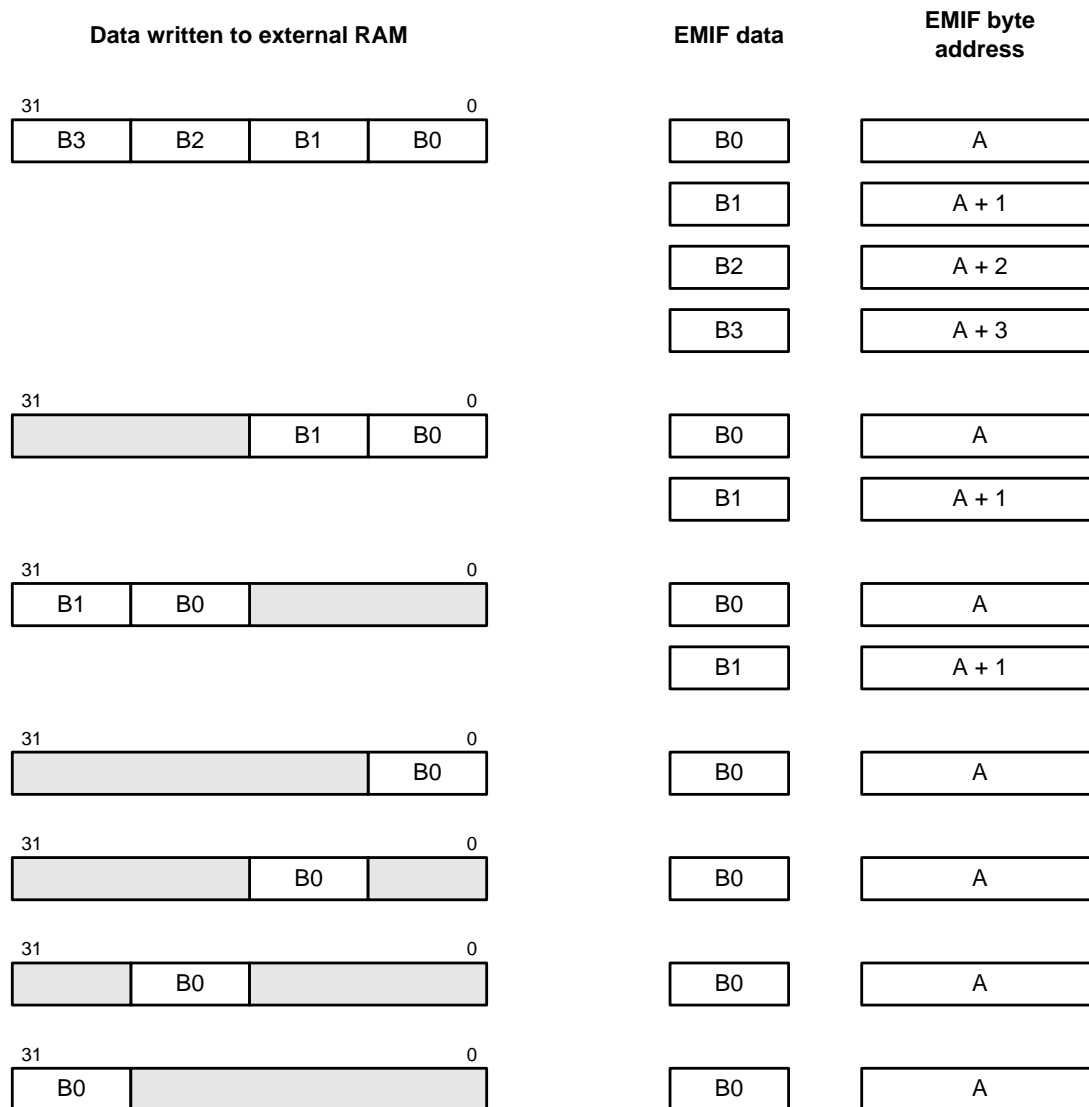 Data written to external RAM EMIF data EMIF byte
address
31 0
B3 B2 B1 B0 B0 A
B1 A + 1
B2 A + 2
B3 A + 3
31 0
B1 B0 B0 A
B1 A + 1
31 0
B1 B0 B0 A
B1 A + 1
31 0
B0 B0 A
31 0
B0 B0 A
31 0
B0 B0 A
31 0
B0 B0 A